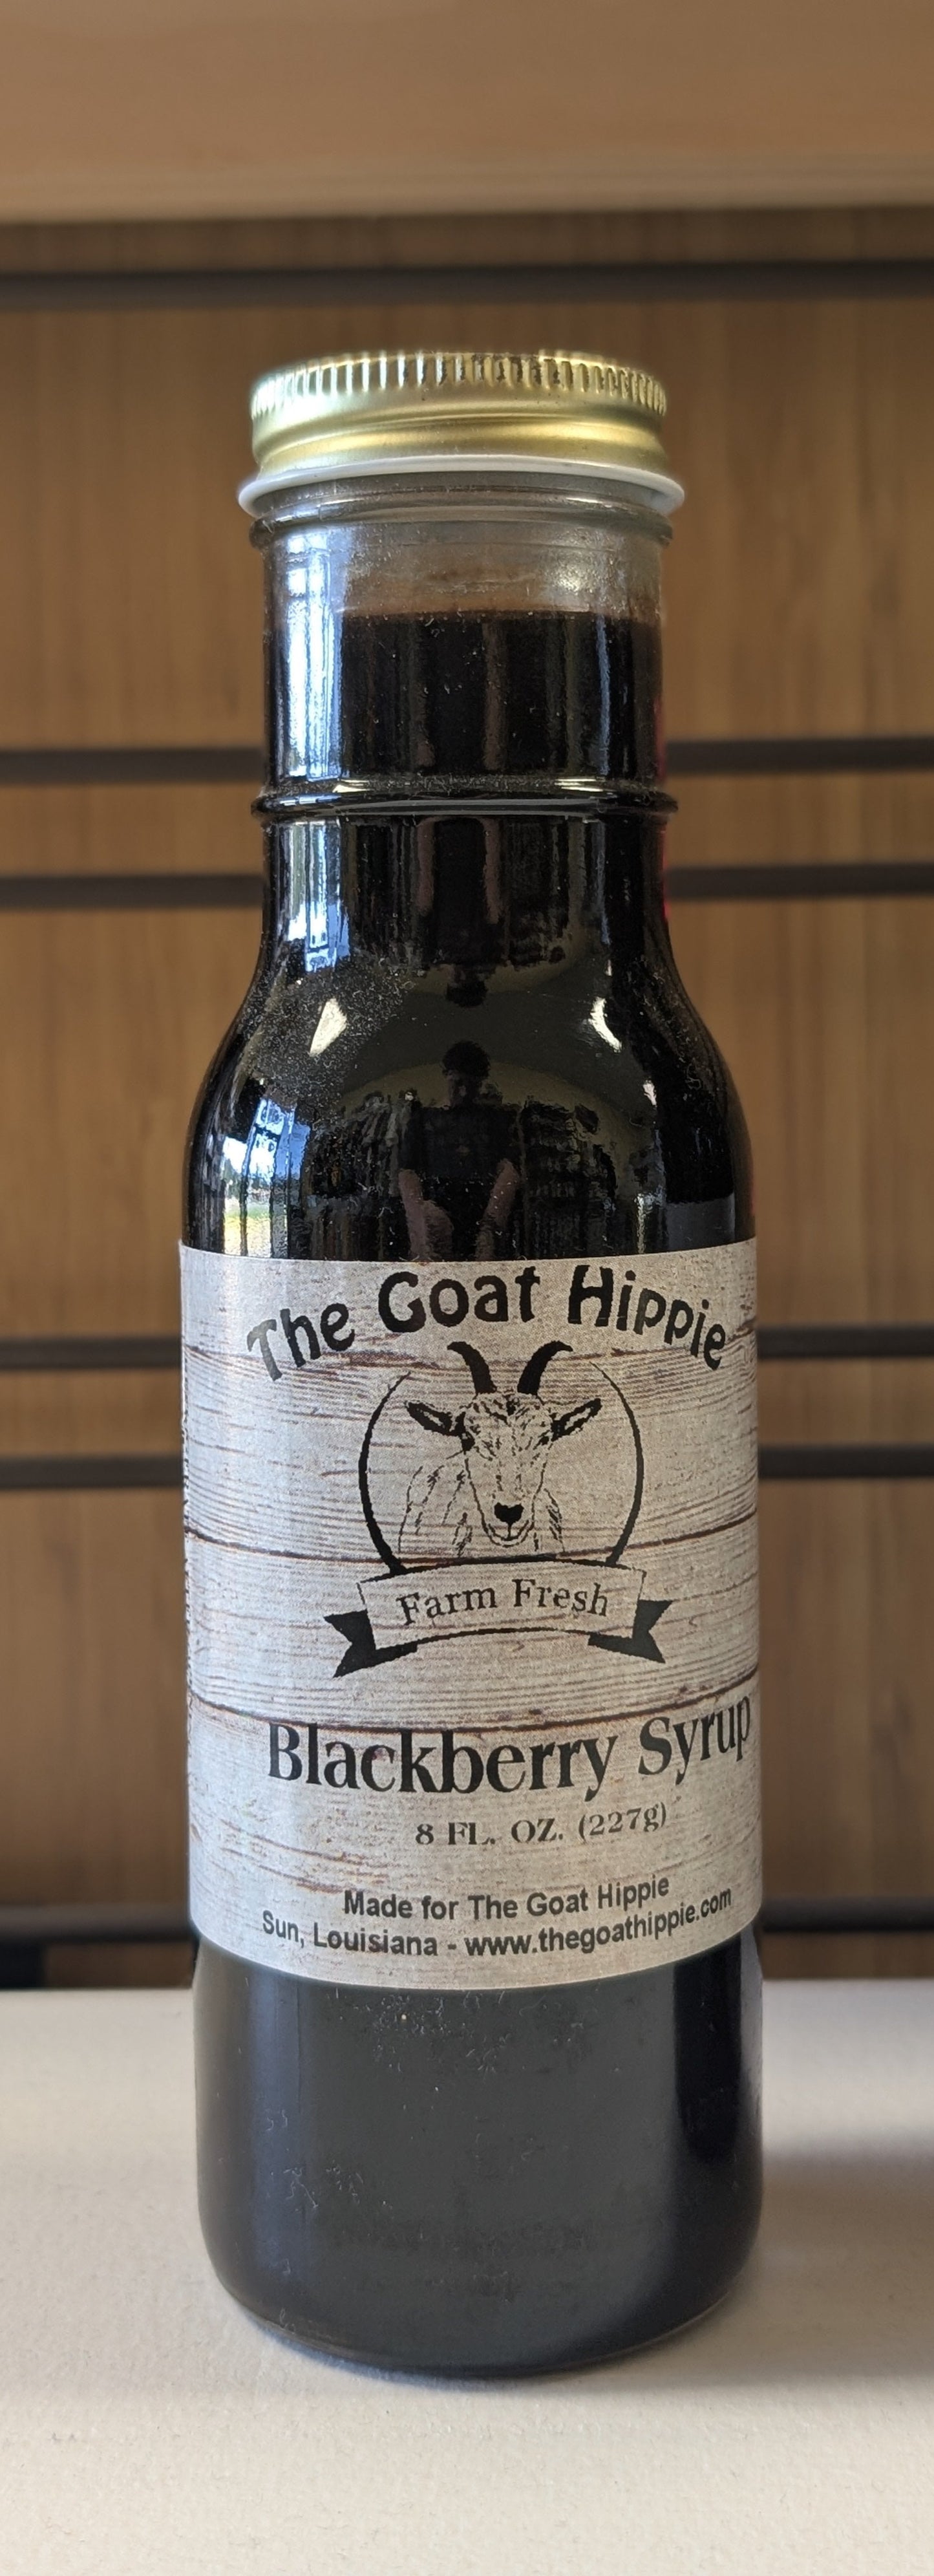 The Goat Hippie
Farm Fresh
Blackberry Syrup
8 FL. OZ. (227g)
Made for The Goat Hippie
Sun, Louisiana - www.thegoathippie.com